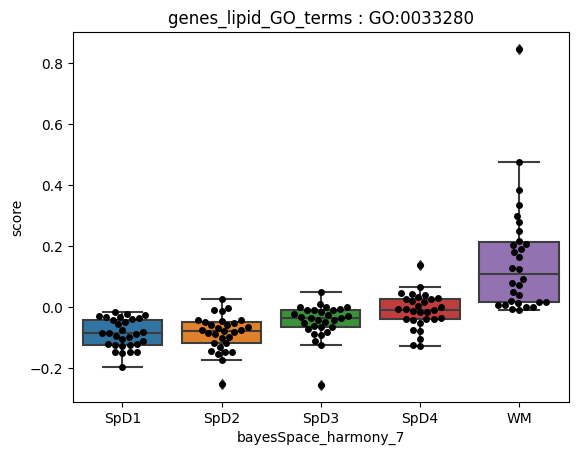 genes_lipid_GO_terms : GO:0033280
score
0.8
0.6
0.4
0.2
0.0
−0.2
SpD1 SpD2 SpD3 SpD4 WM
bayesSpace_harmony_7